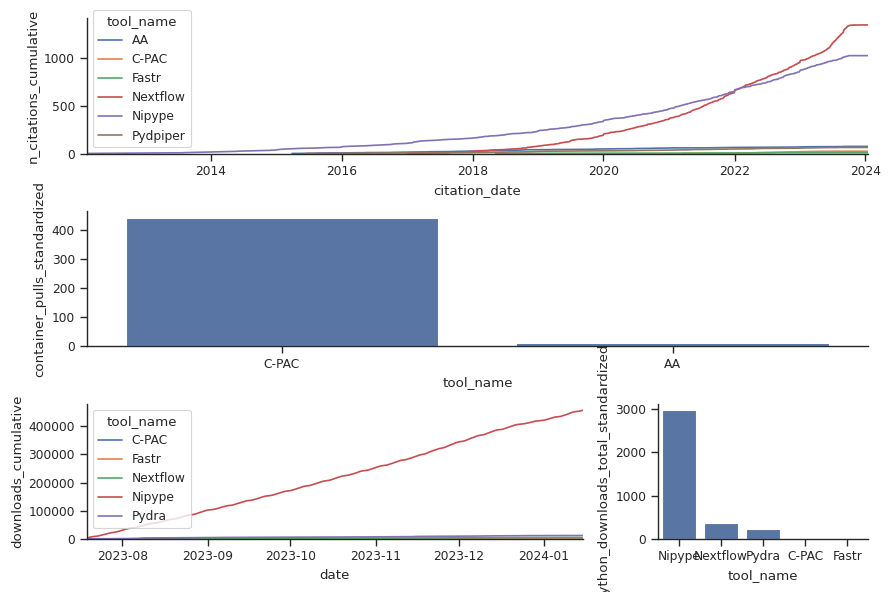 n_citations_cumulative
1000
500
0
tool_name
AA
C-PAC
Fastr
Nextflow
Nipype
Pydpiper
2014
2016
2018
2020
2022
2024
citation_date
container_pulls_standardized
400
300
200
100
0
C-PAC
AA
tool_name
downloads_cumulative
400000
300000
200000
100000
0
tool_name
C-PAC
Fastr
Nextflow
Nipype
Pydra
2023-08
2023-09
2023-10
2023-11
2023-12
2024-01
date
ython_downloads_total_standardized
3000
2000
1000
0
Nipype
Nextflow
Pydra
C-PAC
Fastr
tool_name